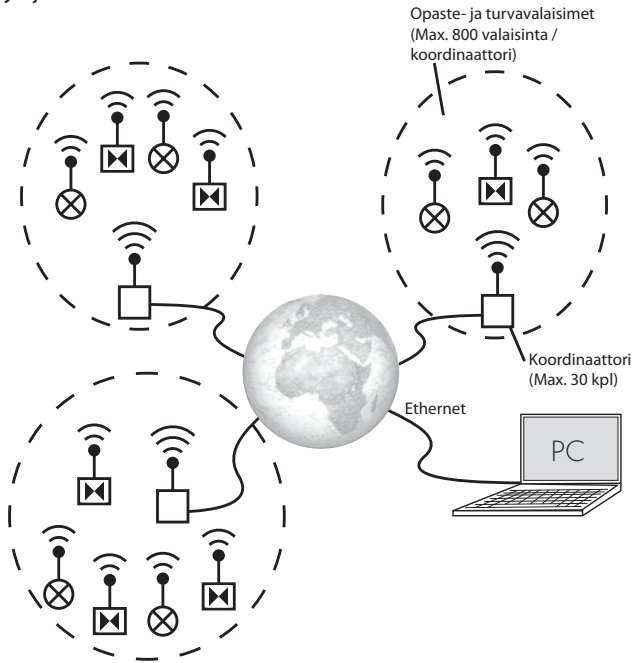 Opaste- ja turvavalaisimet
(Max. 800 valaisinta /
koordinaattori)
Koordinaattori
(Max. 30 kpl)
Ethernet
PC